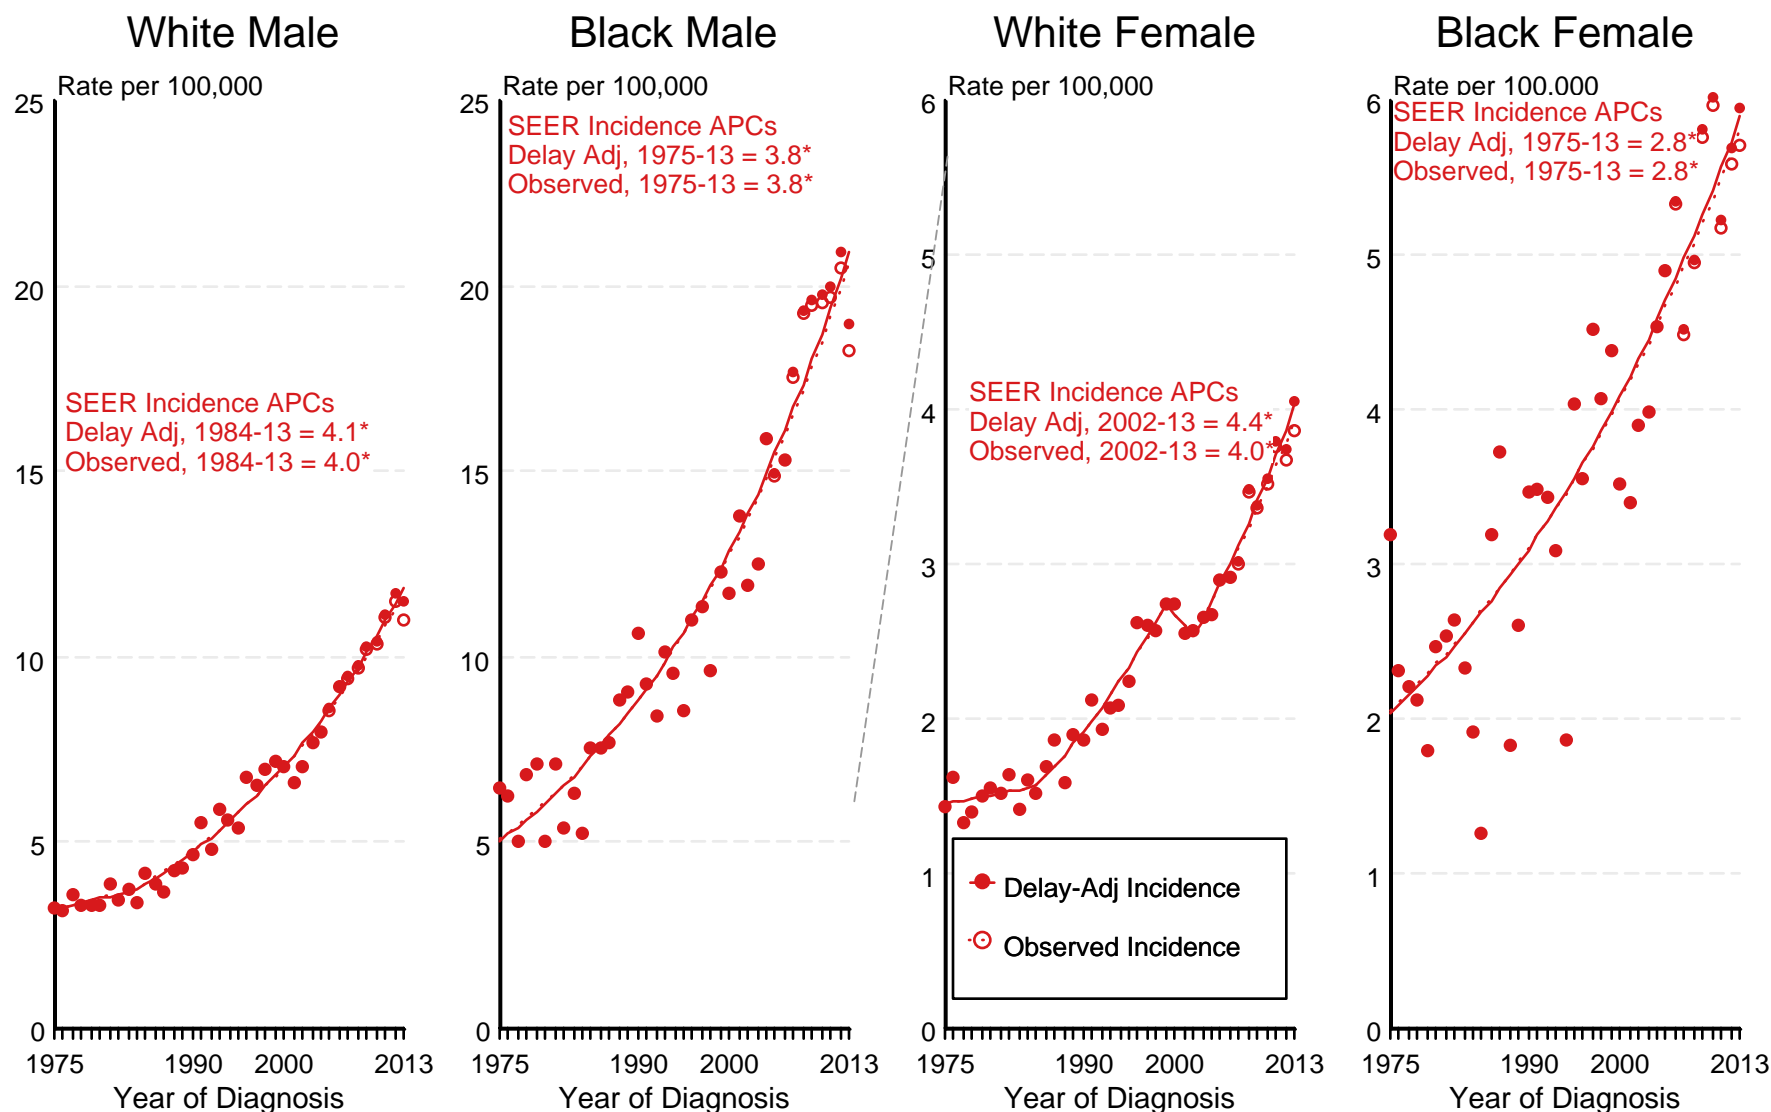 White Male
Rate per 100,000
25
20
15
10
5
0
SEER Incidence APCs
Delay Adj, 1984-13 = 4.1*
Observed, 1984-13 = 4.0*
1975 1990 2000 2013
Year of Diagnosis
Black Male
Rate per 100,000
25
20
15
10
5
0
SEER Incidence APCs
Delay Adj, 1975-13 = 3.8*
Observed, 1975-13 = 3.8*
1975 1990 2000 2013
Year of Diagnosis
White Female
Rate per 100,000
6
5
4
3
2
1
0
SEER Incidence APCs
Delay Adj, 2002-13 = 4.4*
Observed, 2002-13 = 4.0*
Delay-Adj Incidence
Observed Incidence
1975 1990 2000 2013
Year of Diagnosis
Black Female
Rate per 100,000
6
5
4
3
2
1
0
SEER Incidence APCs
Delay Adj, 1975-13 = 2.8*
Observed, 1975-13 = 2.8*
1975 1990 2000 2013
Year of Diagnosis